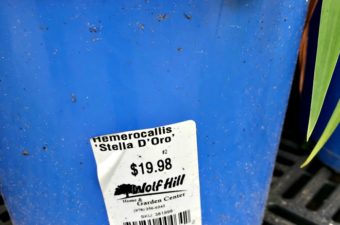 Hemerocallis
'Stella D'Oro'
#2
$19.98
Wolf Hill
Home &
Garden Center